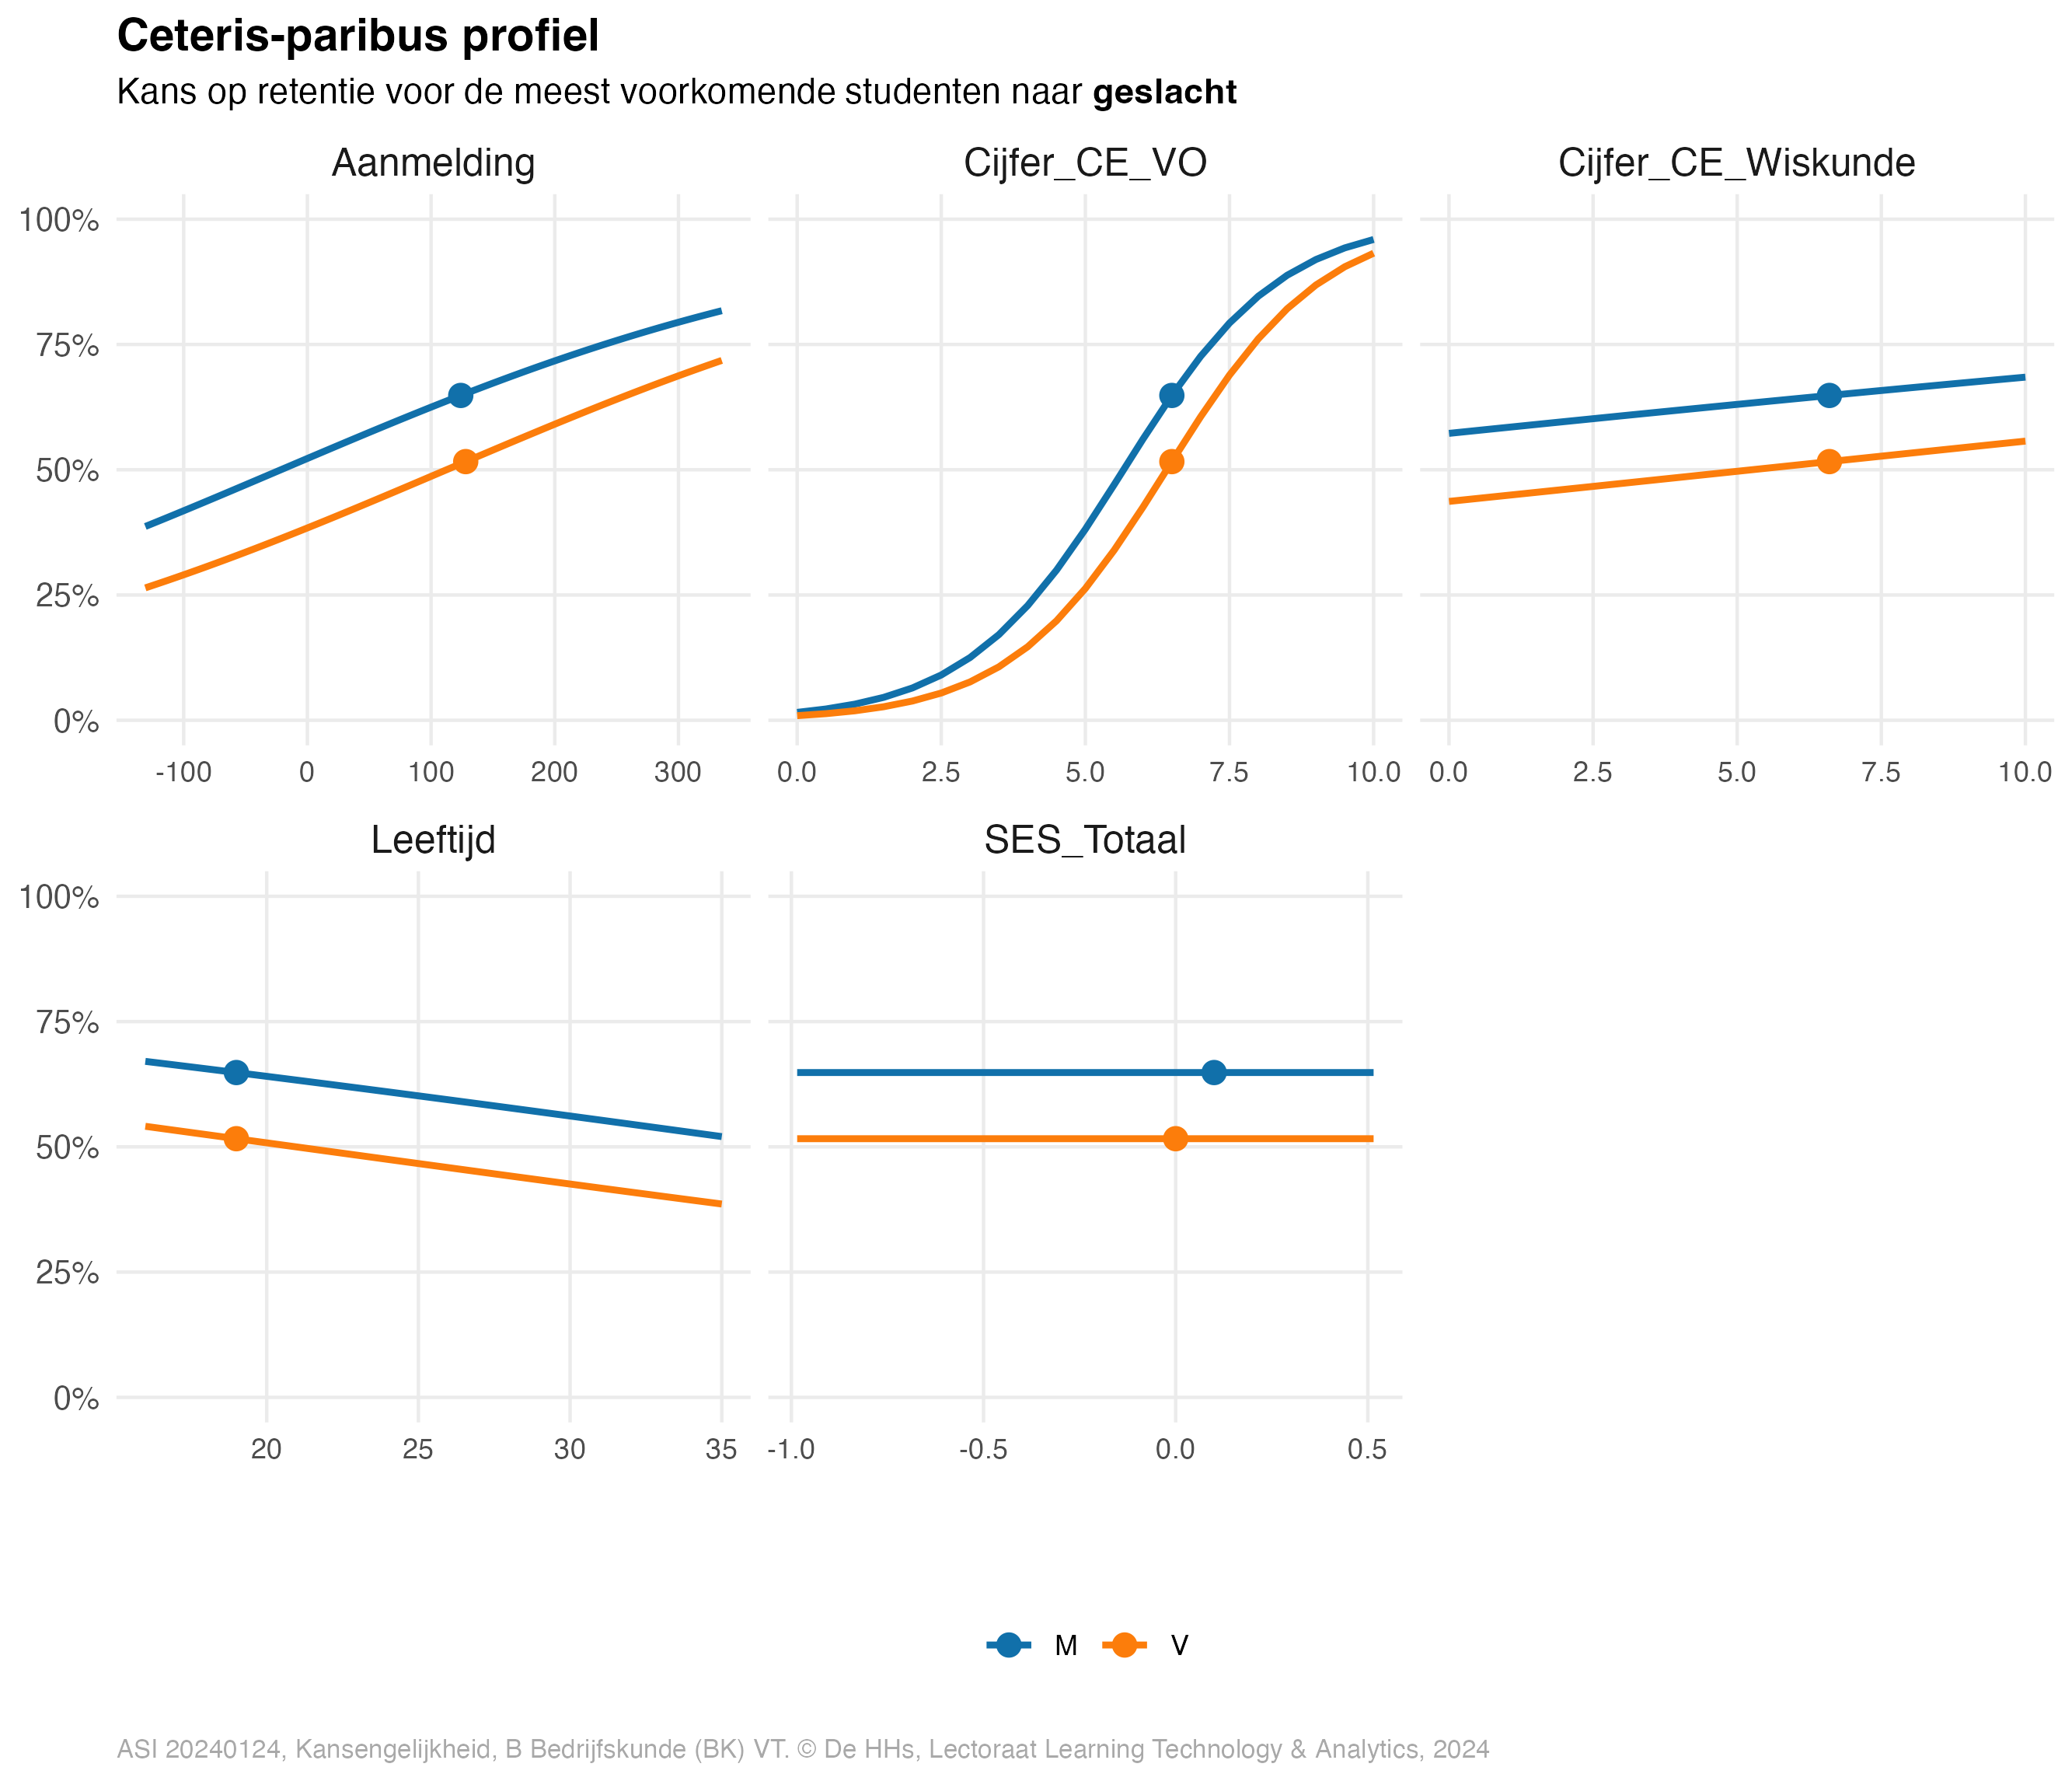 Ceteris-paribus profiel
Kans op retentie voor de meest voorkomende studenten naar geslacht
Aanmelding Cijfer_CE_VO Cijfer_CE_Wiskunde
100%
75%
50%
25%
0%
-100 0 100 200 300 0.0 2.5 5.0 7.5 10.0 0.0 2.5 5.0 7.5 10.0
Leeftijd SES_Totaal
100%
75%
50%
25%
0%
20 25 30 35 -1.0 -0.5 0.0 0.5
M V
ASI 20240124, Kansengelijkheid, B Bedrijfskunde (BK) VT. © De HHs, Lectoraat Learning Technology & Analytics, 2024